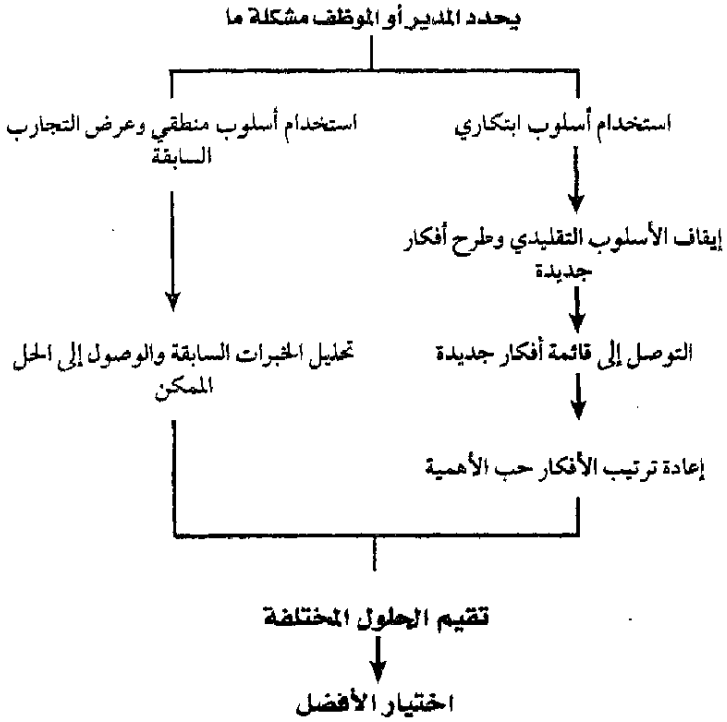 يحدد المدير أو الموظف مشكلة ما
استخدام أسلوب ابتكاري
إيقاف الأسلوب التقليدي وطرح أفكار
جديدة
التوصل إلى قائمة أفكار جديدة
إعادة ترتيب الأفكار حب الأهمية
استخدام أسلوب منطقي وعرض التجارب
السابقة
تحليل الخبرات السابقة والوصول إلى الحل
الممكن
تقيم الحلول المختلفة
اختيار الأفضل